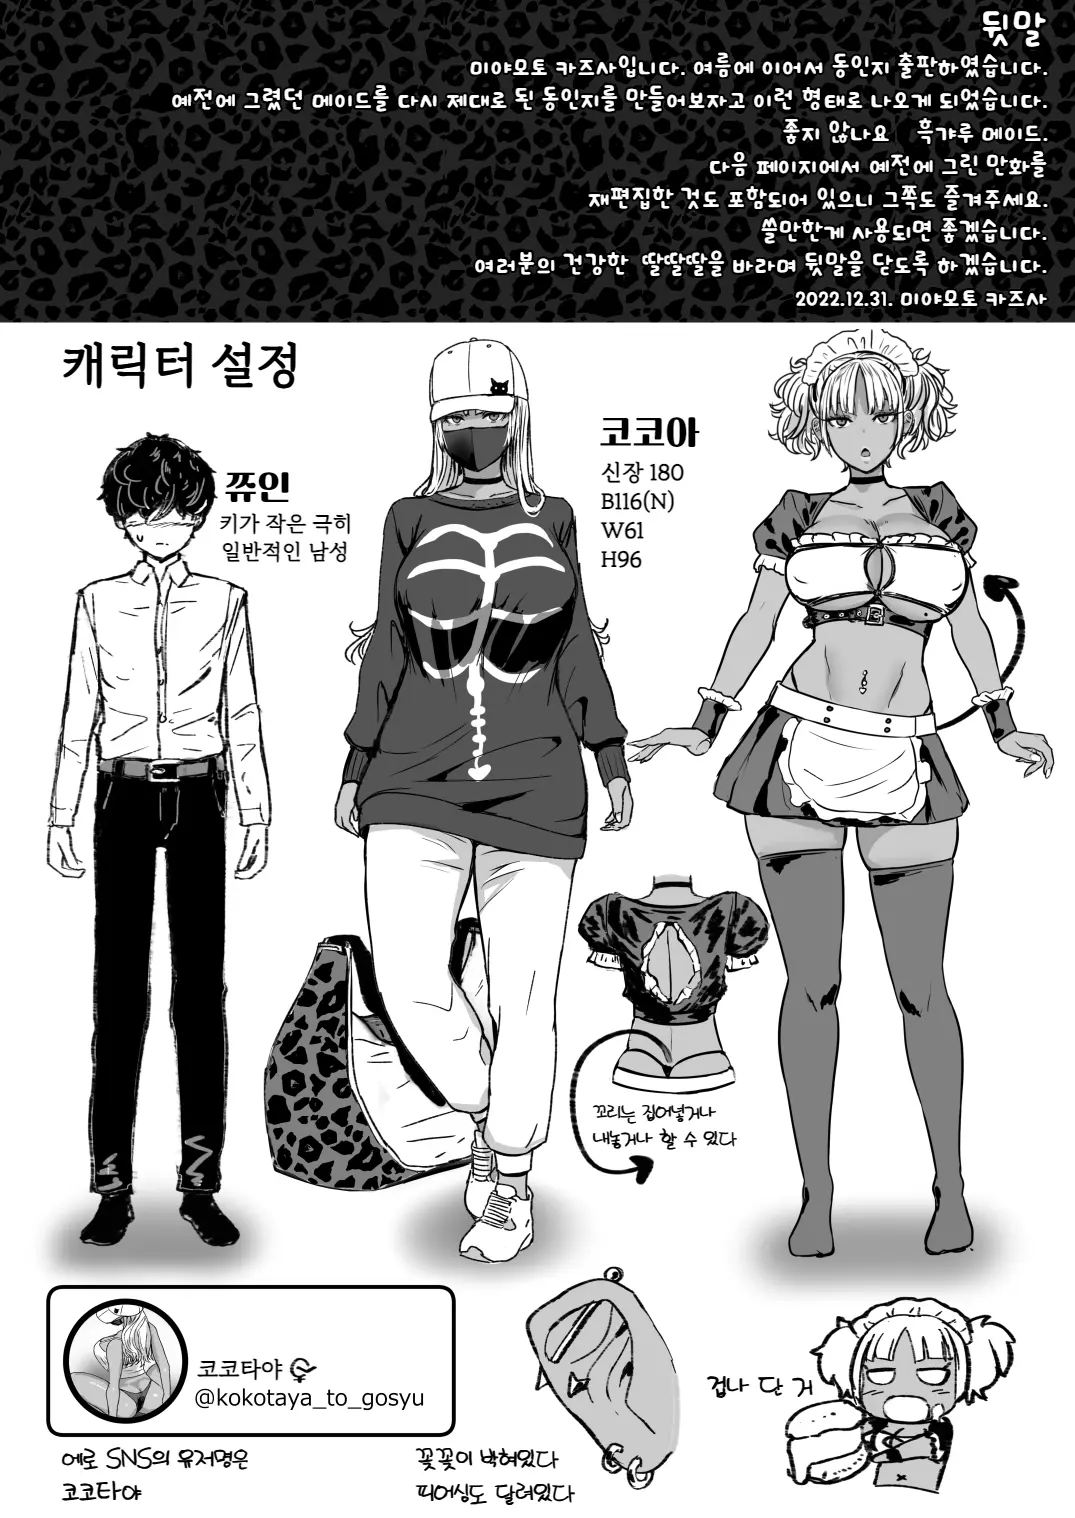 뒷말
미야모토 카즈사입니다. 여름에 이어서 동인지 출판하였습니다.
예전에 그렸던 메이드를 다시 제대로 된 동인지를 만들어보자고 이런 형태로 나오게 되었습니다.
좋지 않나요 흑갸루 메이드.
다음 페이지에서 예전에 그린 만화를
재편집한 것도 포함되어 있으니 그쪽도 즐겨주세요.
쓸만한게 사용되면 좋겠습니다.
여러분의 건강한 딸딸딸을 바라며 뒷말을 닫도록 하겠습니다.
2022.12.31. 미야모토 카즈사
캐릭터 설정
쮸인
키가 작은 극히
일반적인 남성
코코아
신장 180
B116(N)
W61
H96
꼬리는 집어넣거나
내놓거나 할 수 있다
코코타야
@kokotaya_to_gosyu
에로 SNS의 유저명은
코코타야
꽂꽂이 박혀있다
피어싱도 달려있다
겁나 단 거